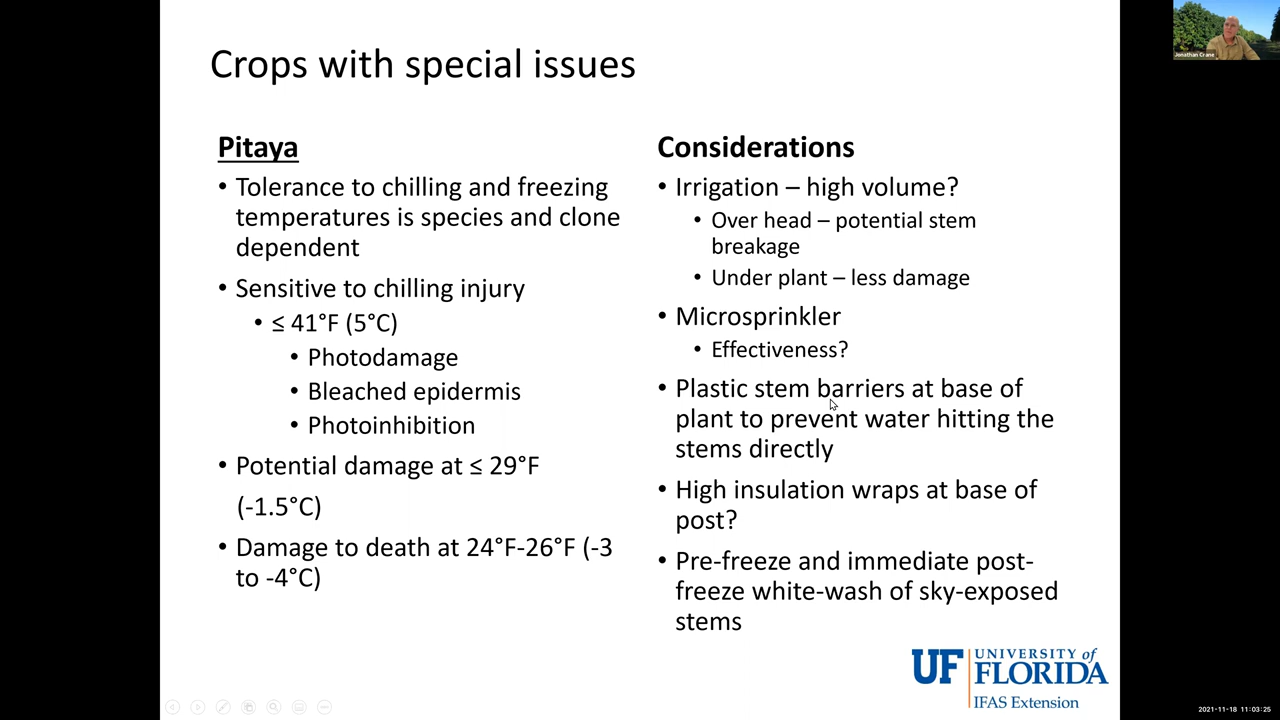 Crops with special issues
Pitaya
• Tolerance to chilling and freezing
temperatures is species and clone
dependent
• Sensitive to chilling injury
• ≤ 41°F (5°C)
• Photodamage
• Bleached epidermis
• Photoinhibition
• Potential damage at ≤ 29°F
(-1.5°C)
• Damage to death at 24°F-26°F (-3
to -4°C)
Considerations
• Irrigation – high volume?
• Over head – potential stem
breakage
• Under plant – less damage
• Microsprinkler
• Effectiveness?
• Plastic stem barriers at base of
plant to prevent water hitting the
stems directly
• High insulation wraps at base of
post?
• Pre-freeze and immediate post-
freeze white-wash of sky-exposed
stems
UF UNIVERSITY of
FLORIDA
IFAS Extension
Jonathan Crane
2021-11-18 11:03:25